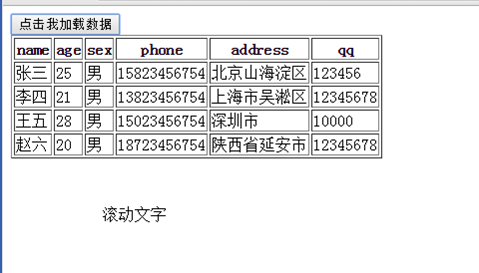 点击我加载数据
name age sex phone address qq
张三 25 男 15823456754 北京山海淀区 123456
李四 21 男 13823456754 上海市吴淞区 12345678
王五 28 男 15023456754 深圳市 10000
赵六 20 男 18723456754 陕西省延安市 12345678
滚动文字